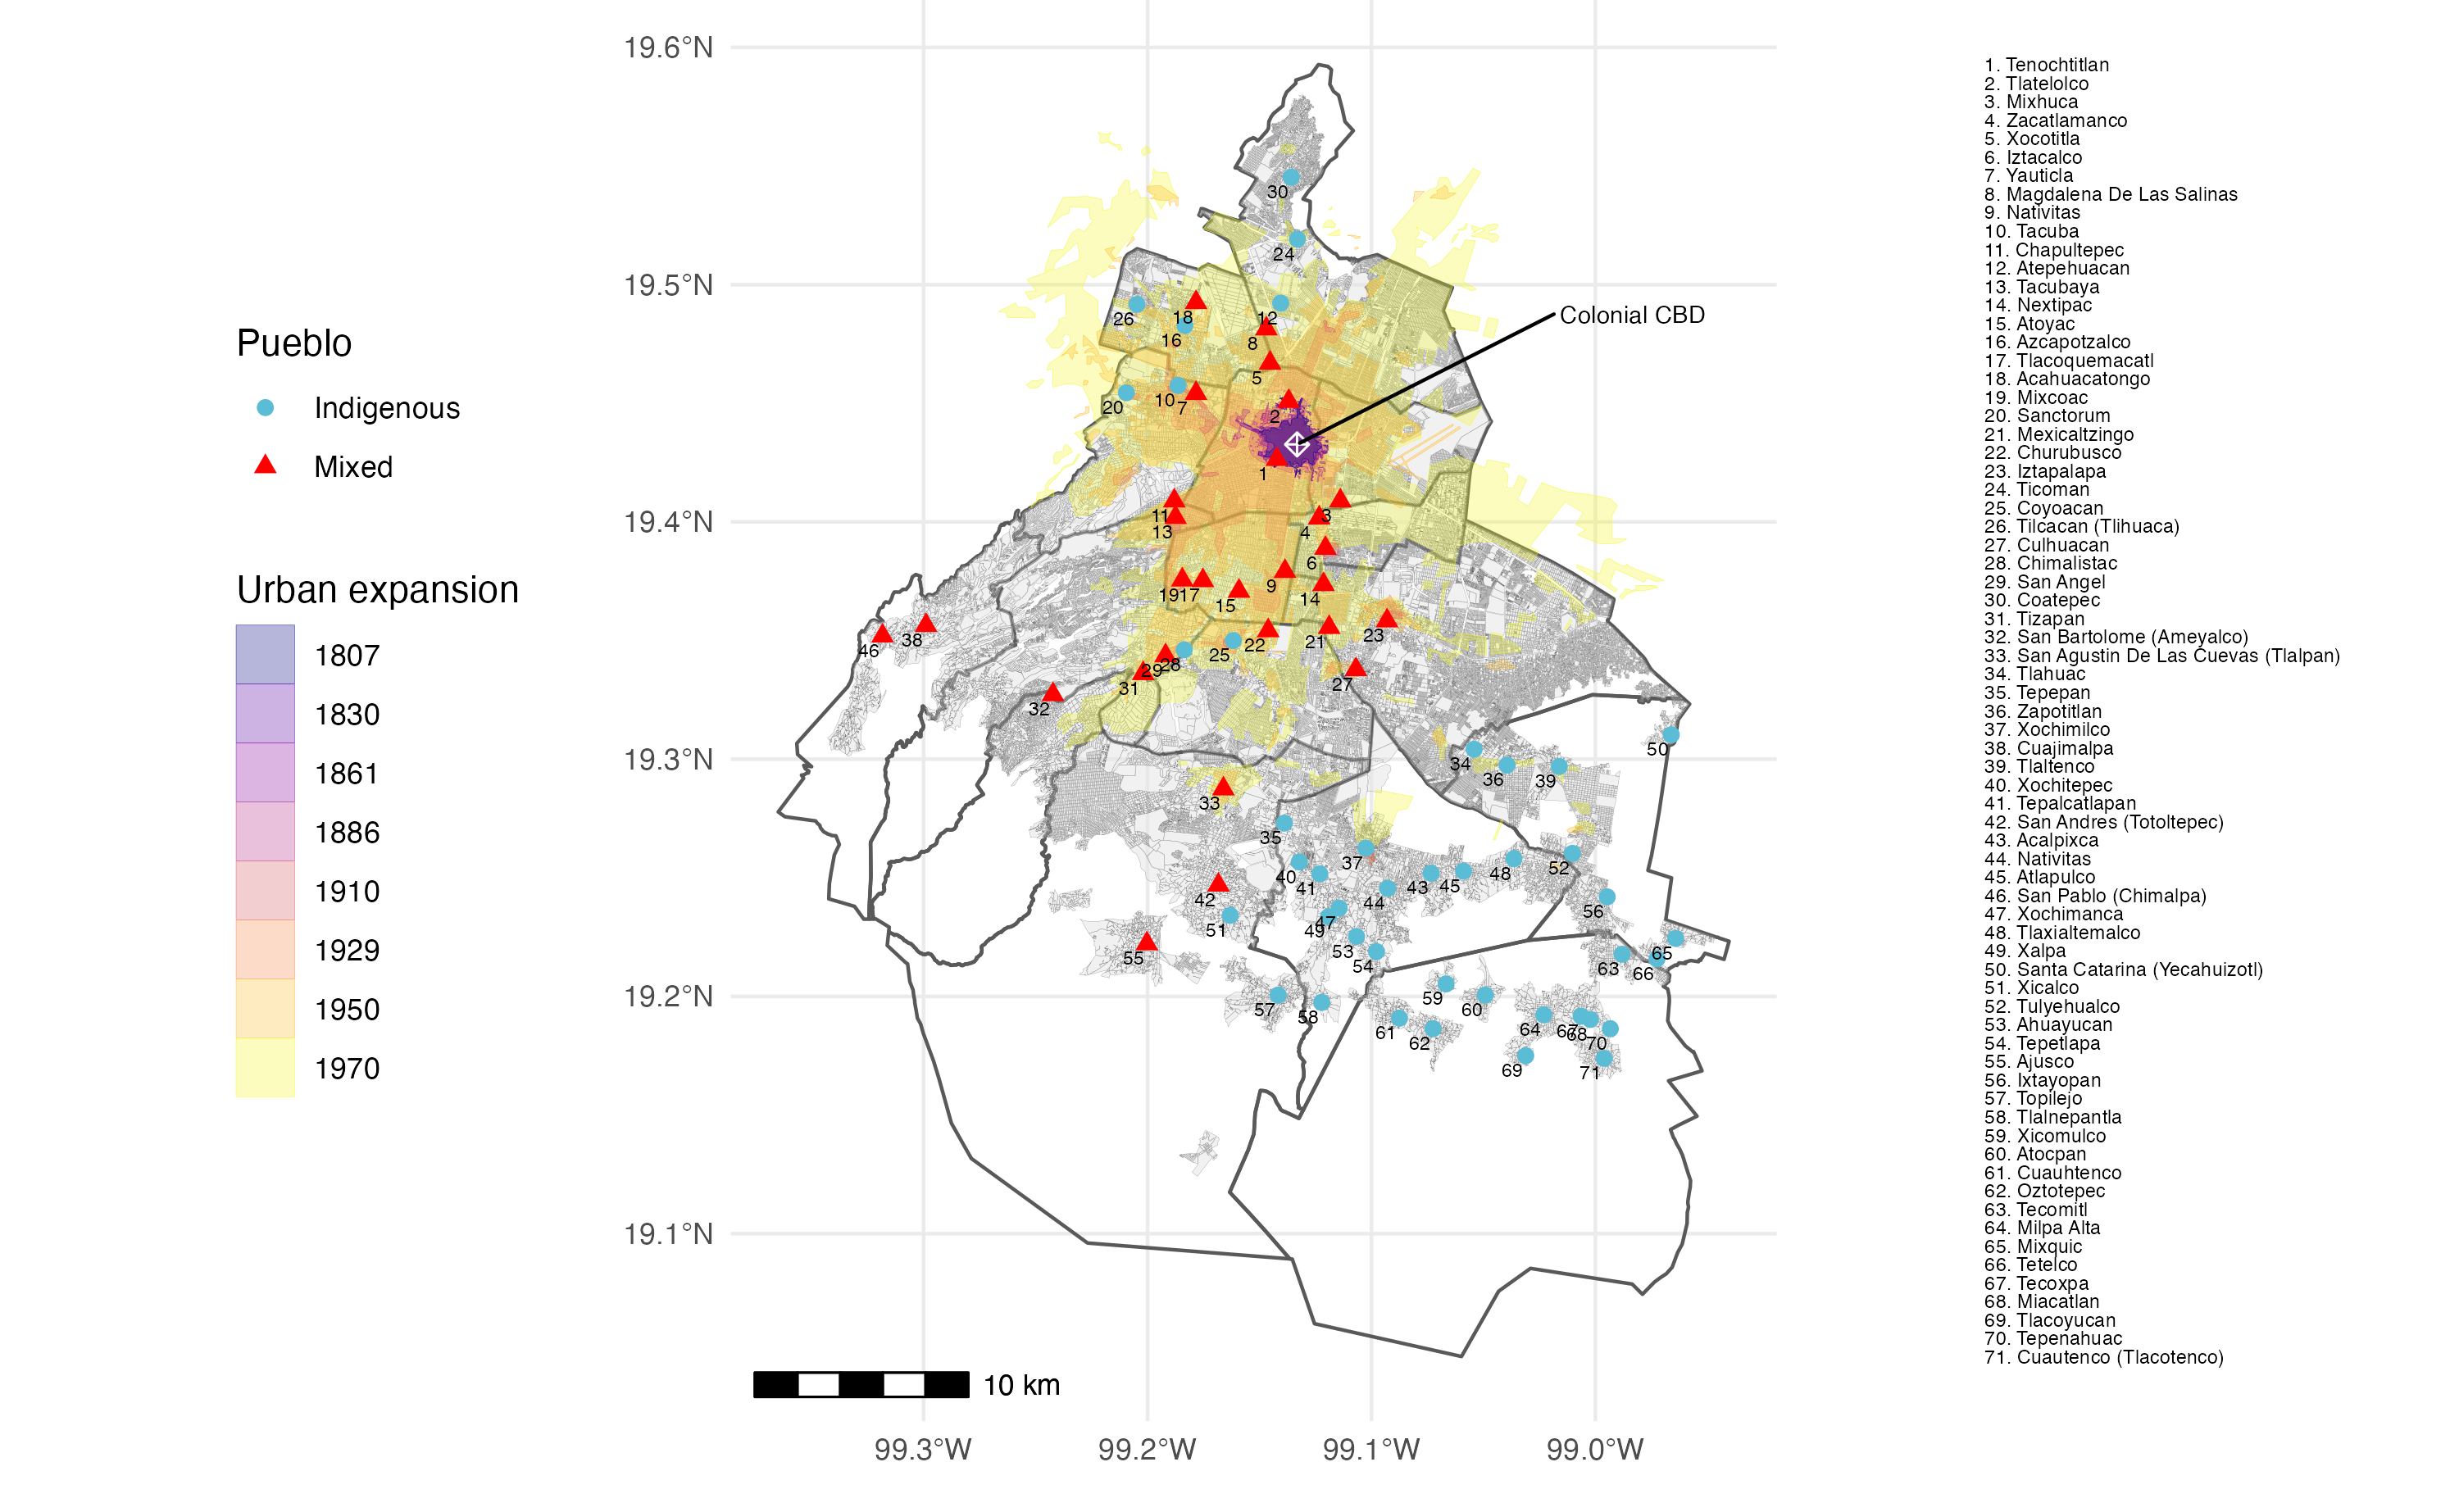 Pueblo
Indigenous
Mixed
Urban expansion
1807
1830
1861
1886
1910
1929
1950
1970
19.6°N
19.5°N
19.4°N
19.3°N
19.2°N
19.1°N
99.3°W
99.2°W
99.1°W
99.0°W
10 km
Colonial CBD
30
24
26
18
16
12
8
5
20
10
7
2
1
11
13
3
4
6
9
19
17
15
14
46
38
22
21
23
25
29
28
31
27
32
50
34
36
39
33
35
37
40
41
43
45
48
52
42
44
56
51
47
49
53
54
55
65
63
66
57
58
59
60
61
62
64
67
68
70
69
71
1. Tenochtitlan
2. Tlatelolco
3. Mixhuca
4. Zacatlamanco
5. Xocotitla
6. Iztacalco
7. Yauticla
8. Magdalena De Las Salinas
9. Nativitas
10. Tacuba
11. Chapultepec
12. Atepehuacan
13. Tacubaya
14. Nextipac
15. Atoyac
16. Azcapotzalco
17. Tlacoquemacatl
18. Acahuacatongo
19. Mixcoac
20. Sanctorum
21. Mexicaltzingo
22. Churubusco
23. Iztapalapa
24. Ticoman
25. Coyoacan
26. Tilcacan (Tlihuaca)
27. Culhuacan
28. Chimalistac
29. San Angel
30. Coatepec
31. Tizapan
32. San Bartolome (Ameyalco)
33. San Agustin De Las Cuevas (Tlalpan)
34. Tlahuac
35. Tepepan
36. Zapotitlan
37. Xochimilco
38. Cuajimalpa
39. Tlaltenco
40. Xochitepec
41. Tepalcatlapan
42. San Andres (Totoltepec)
43. Acalpixca
44. Nativitas
45. Atlapulco
46. San Pablo (Chimalpa)
47. Xochimanca
48. Tlaxialtemalco
49. Xalpa
50. Santa Catarina (Yecahuizotl)
51. Xicalco
52. Tulyehualco
53. Ahuayucan
54. Tepetlapa
55. Ajusco
56. Ixtayopan
57. Topilejo
58. Tlalnepantla
59. Xicomulco
60. Atocpan
61. Cuauhtenco
62. Oztotepec
63. Tecomitl
64. Milpa Alta
65. Mixquic
66. Tetelco
67. Tecoxpa
68. Miacatlan
69. Tlacoyucan
70. Tepenahuac
71. Cuautenco (Tlacotenco)